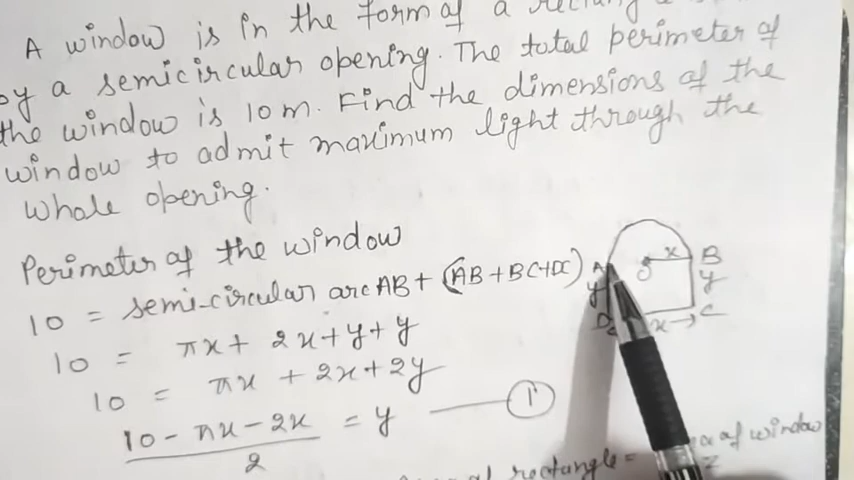 A window is in the form of a
by a semicircular opening. The total perimeter of
the window is 10 m. Find the dimensions of the
window to admit maximum light through the
whole opening.
Perimeter of the window
10 = semi-circular arc AB + (AB + BC + DC)
10 = πx + 2x + y + y
10 = πx + 2x + 2y
10 - πx - 2x = y
2
1
A
x
B
y
y
D
x →
C
rectangle =
of window